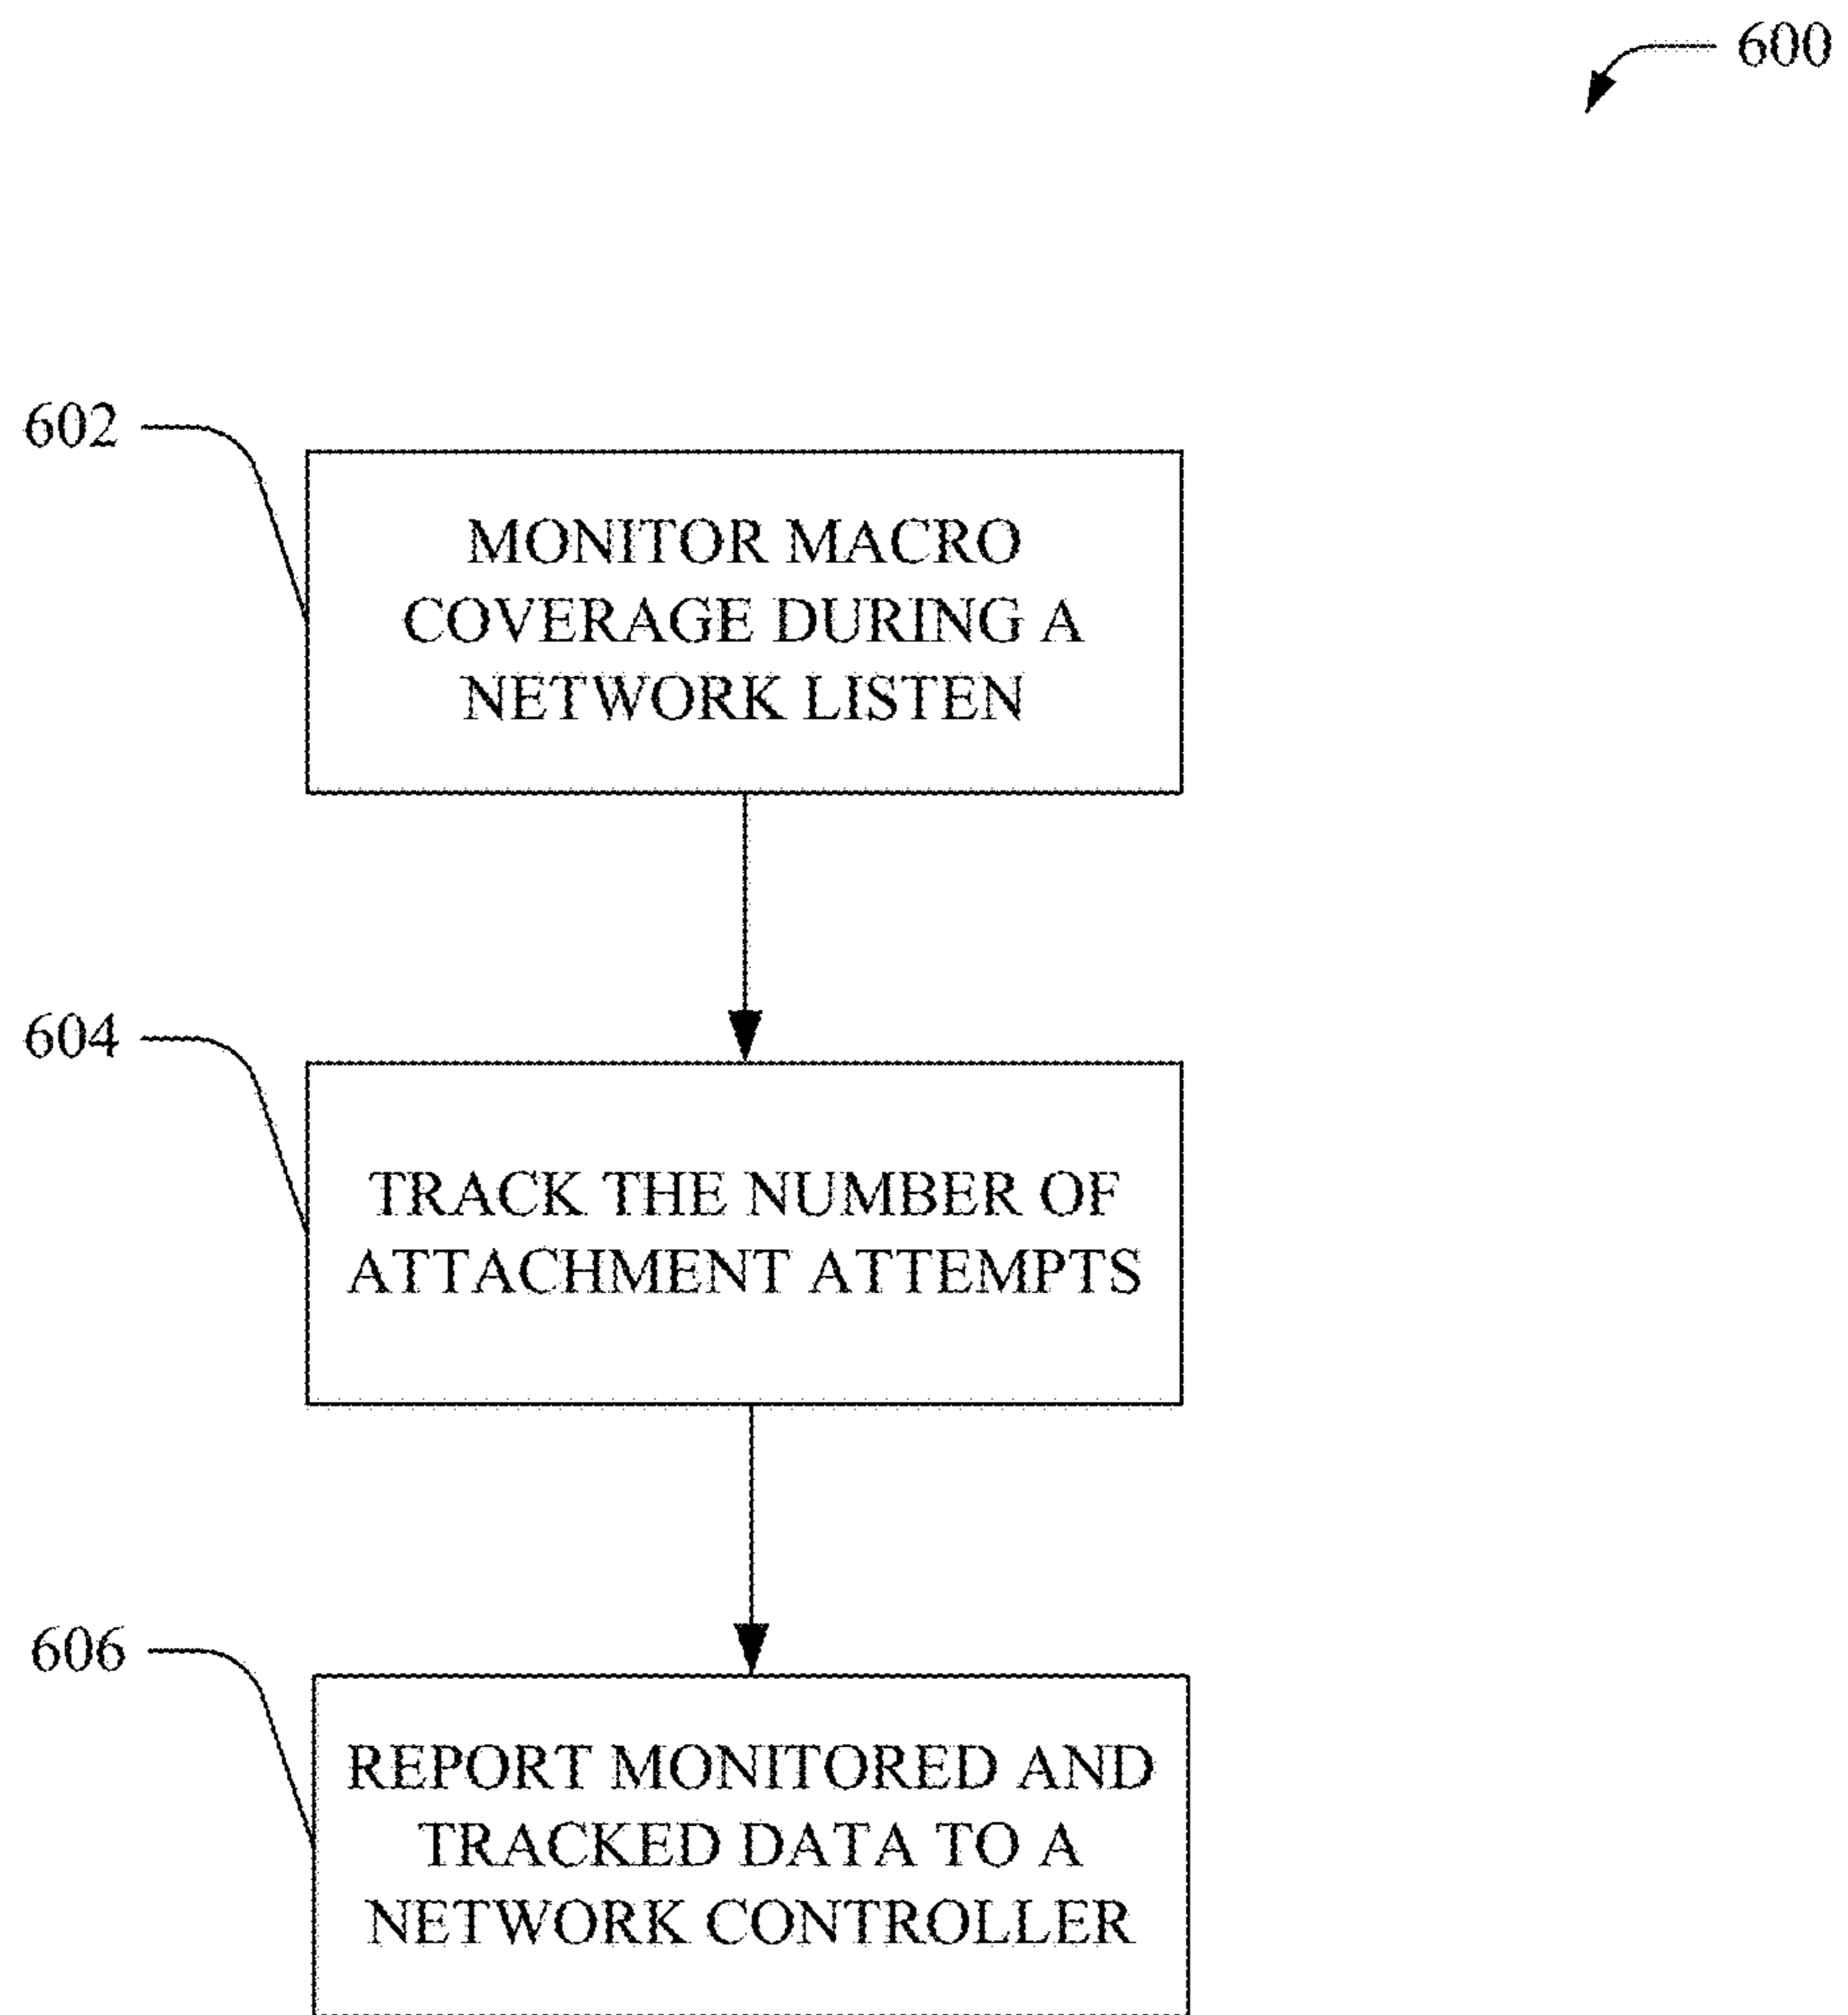 600
602
MONITOR MACRO
COVERAGE DURING A
NETWORK LISTEN
604
TRACK THE NUMBER OF
ATTACHMENT ATTEMPTS
606
REPORT MONITORED AND
TRACKED DATA TO A
NETWORK CONTROLLER